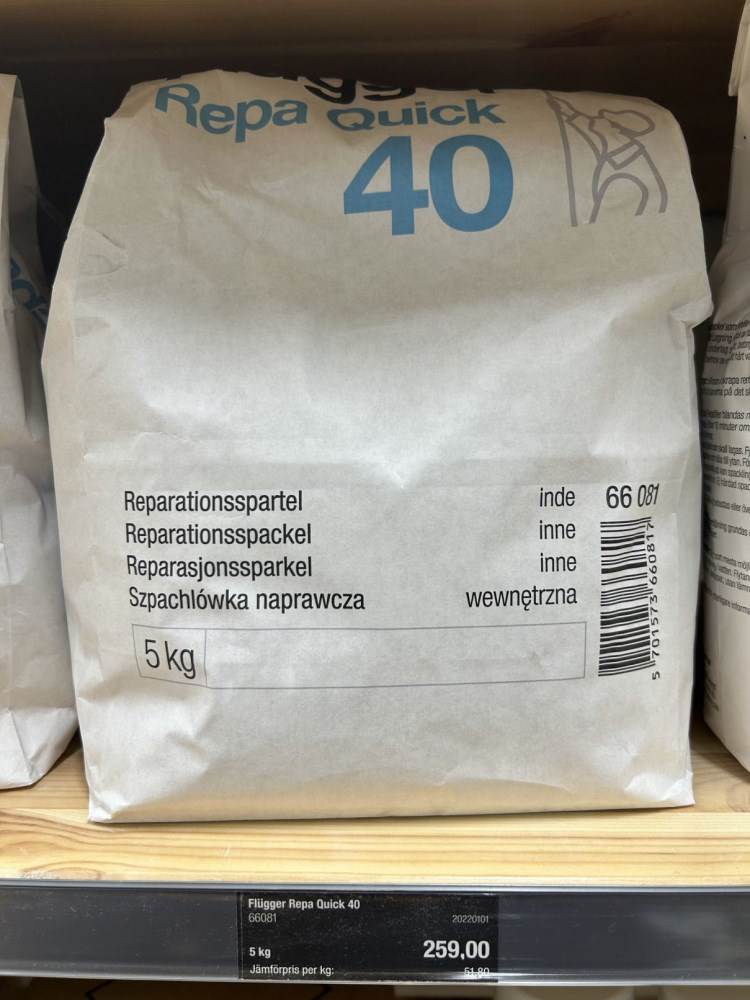 Repa Quick
40
Reparationsspartel inde 66 081
Reparationsspackel inne
Reparasjonssparkel inne
Szpachlówka naprawcza wewnętrzna
5 kg
5 701573 660817
Flügger Repa Quick 40
66081 20220101
5 kg 259,00
Jämförpris per kg: 51,80